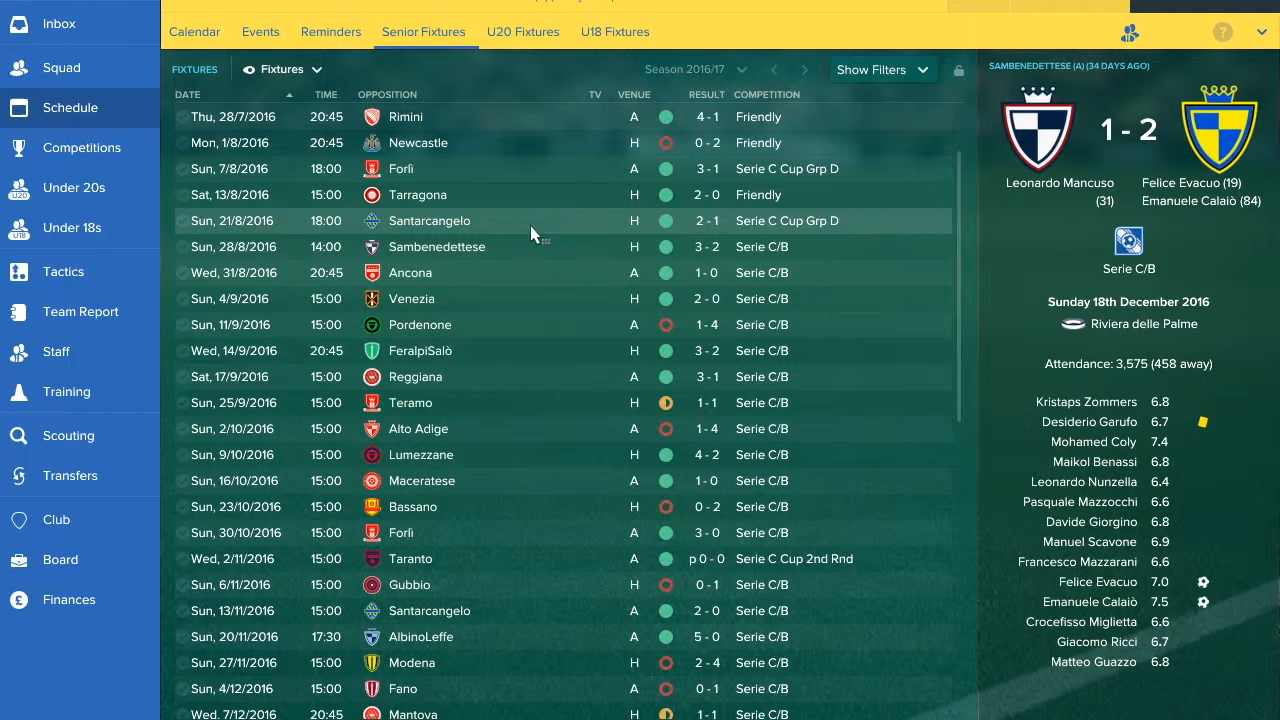 Inbox
Squad
Schedule
Competitions
U20
Under 20s
U18
Under 18s
Tactics
Team Report
Staff
Training
Scouting
Transfers
Club
Board
£
Finances
Calendar Events Reminders Senior Fixtures U20 Fixtures U18 Fixtures ?
FIXTURES Fixtures Season 2016/17 Show Filters
DATE TIME OPPOSITION TV VENUE RESULT COMPETITION
Thu, 28/7/2016 20:45 Rimini A 4 - 1 Friendly
Mon, 1/8/2016 20:45 Newcastle H 0 - 2 Friendly
Sun, 7/8/2016 18:00 Forlì A 3 - 1 Serie C Cup Grp D
Sat, 13/8/2016 15:00 Tarragona H 2 - 0 Friendly
Sun, 21/8/2016 18:00 Santarcangelo H 2 - 1 Serie C Cup Grp D
Sun, 28/8/2016 14:00 Sambenedettese H 3 - 2 Serie C/B
Wed, 31/8/2016 20:45 Ancona A 1 - 0 Serie C/B
Sun, 4/9/2016 15:00 Venezia H 2 - 0 Serie C/B
Sun, 11/9/2016 15:00 Pordenone A 1 - 4 Serie C/B
Wed, 14/9/2016 20:45 FeralpiSalò H 3 - 2 Serie C/B
Sat, 17/9/2016 15:00 Reggiana A 3 - 1 Serie C/B
Sun, 25/9/2016 15:00 Teramo H 1 - 1 Serie C/B
Sun, 2/10/2016 15:00 Alto Adige A 1 - 4 Serie C/B
Sun, 9/10/2016 15:00 Lumezzane H 4 - 2 Serie C/B
Sun, 16/10/2016 15:00 Maceratese A 1 - 0 Serie C/B
Sun, 23/10/2016 15:00 Bassano H 0 - 2 Serie C/B
Sun, 30/10/2016 15:00 Forlì A 3 - 0 Serie C/B
Wed, 2/11/2016 15:00 Taranto A p 0 - 0 Serie C Cup 2nd Rnd
Sun, 6/11/2016 15:00 Gubbio H 0 - 1 Serie C/B
Sun, 13/11/2016 15:00 Santarcangelo A 2 - 0 Serie C/B
Sun, 20/11/2016 17:30 AlbinoLeffe A 5 - 0 Serie C/B
Sun, 27/11/2016 15:00 Modena H 2 - 4 Serie C/B
Sun, 4/12/2016 15:00 Fano A 0 - 1 Serie C/B
Wed, 7/12/2016 20:45 Mantova H 1 - 1 Serie C/B
SAMBENEDETTESE (A) (34 DAYS AGO)
1 - 2
Leonardo Mancuso
(31)
Felice Evacuo (19)
Emanuele Calaiò (84)
Serie C/B
Sunday 18th December 2016
Riviera delle Palme
Attendance: 3,575 (458 away)
Kristaps Zommers 6.8
Desiderio Garufo 6.7
Mohamed Coly 7.4
Maikol Benassi 6.8
Leonardo Nunzella 6.4
Pasquale Mazzocchi 6.6
Davide Giorgino 6.8
Manuel Scavone 6.9
Francesco Mazzarani 6.6
Felice Evacuo 7.0
Emanuele Calaiò 7.5
Crocefisso Miglietta 6.6
Giacomo Ricci 6.7
Matteo Guazzo 6.8